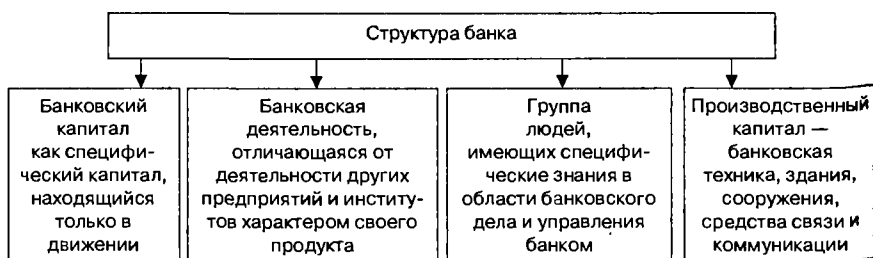 Структура банка
Банковский
капитал
как специфи-
ческий капитал,
находящийся
только в
движении
Банковская
деятельность,
отличающаяся от
деятельности других
предприятий и институ-
тов характером своего
продукта
Группа
людей,
имеющих специфи-
ческие знания в
области банковского
дела и управления
банком
Производственный
капитал —
банковская
техника, здания,
сооружения,
средства связи и
коммуникации